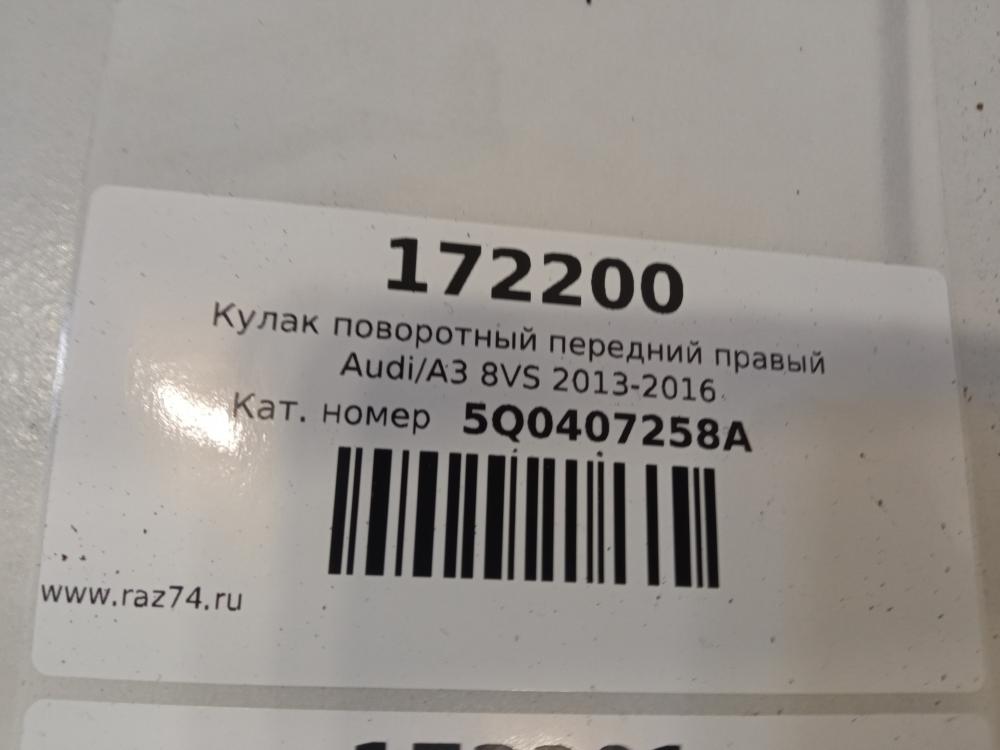 172200
Кулак поворотный передний правый
Audi/A3 8VS 2013-2016
Кат. номер 5Q0407258A
www.raz74.ru